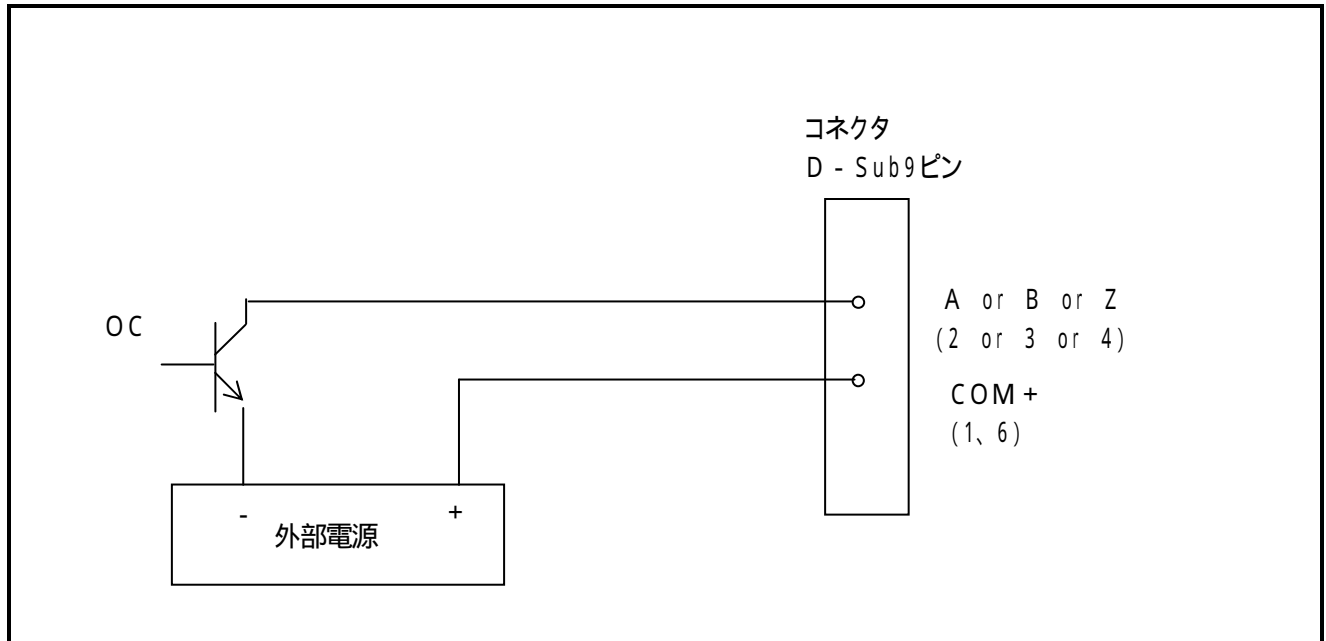 コネクタ
D-Sub9ピン
OC
A or B or Z
(2 or 3 or 4)
COM+
(1、6)
- +
外部電源